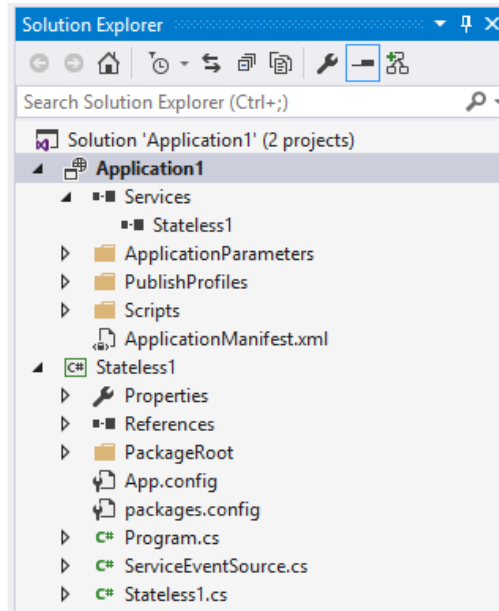 Solution Explorer
Search Solution Explorer (Ctrl+;)
Solution 'Application1' (2 projects)
Application1
Services
Stateless1
ApplicationParameters
PublishProfiles
Scripts
ApplicationManifest.xml
C# Stateless1
Properties
References
PackageRoot
App.config
packages.config
C# Program.cs
C# ServiceEventSource.cs
C# Stateless1.cs